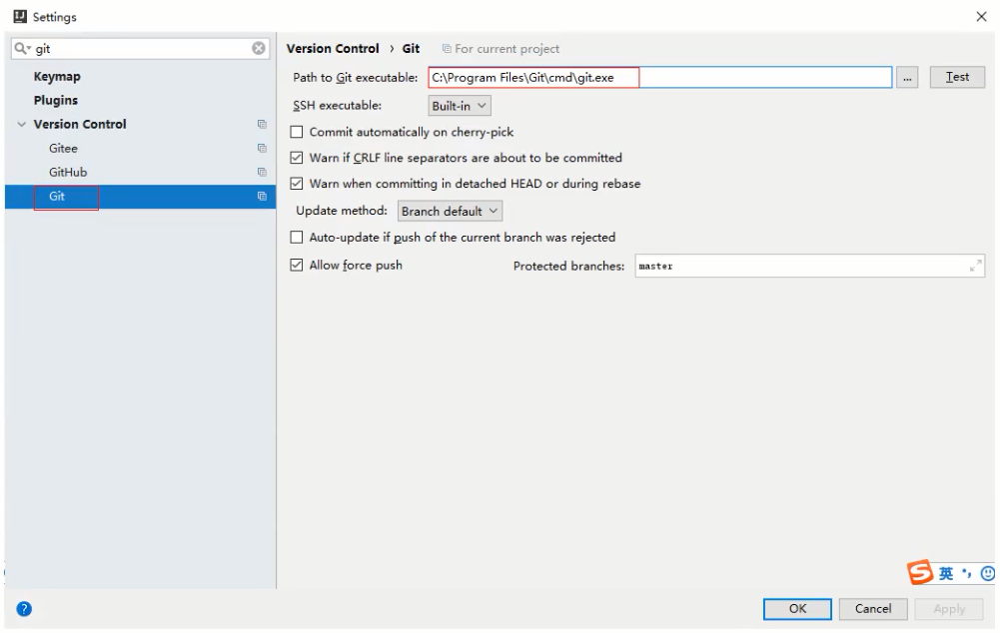 Settings
git
Keymap
Plugins
Version Control
Gitee
GitHub
Git
Version Control › Git For current project
Path to Git executable: C:\Program Files\Git\cmd\git.exe ... Test
SSH executable: Built-in
Commit automatically on cherry-pick
Warn if CRLF line separators are about to be committed
Warn when committing in detached HEAD or during rebase
Update method: Branch default
Auto-update if push of the current branch was rejected
Allow force push Protected branches: master
英
? OK Cancel Apply